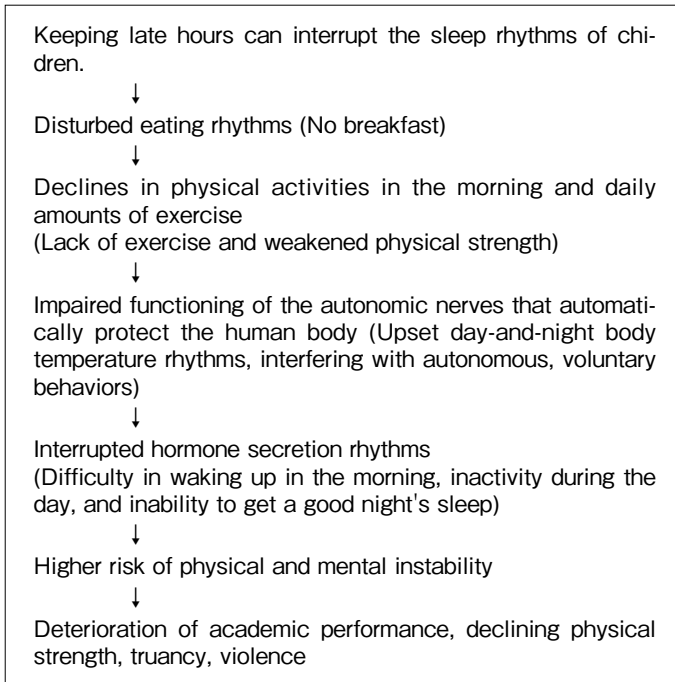 Keeping late hours can interrupt the sleep rhythms of chi-
dren.
↓
Disturbed eating rhythms (No breakfast)
↓
Declines in physical activities in the morning and daily
amounts of exercise
(Lack of exercise and weakened physical strength)
↓
Impaired functioning of the autonomic nerves that automati-
cally protect the human body (Upset day-and-night body
temperature rhythms, interfering with autonomous, voluntary
behaviors)
↓
Interrupted hormone secretion rhythms
(Difficulty in waking up in the morning, inactivity during the
day, and inability to get a good night's sleep)
↓
Higher risk of physical and mental instability
↓
Deterioration of academic performance, declining physical
strength, truancy, violence